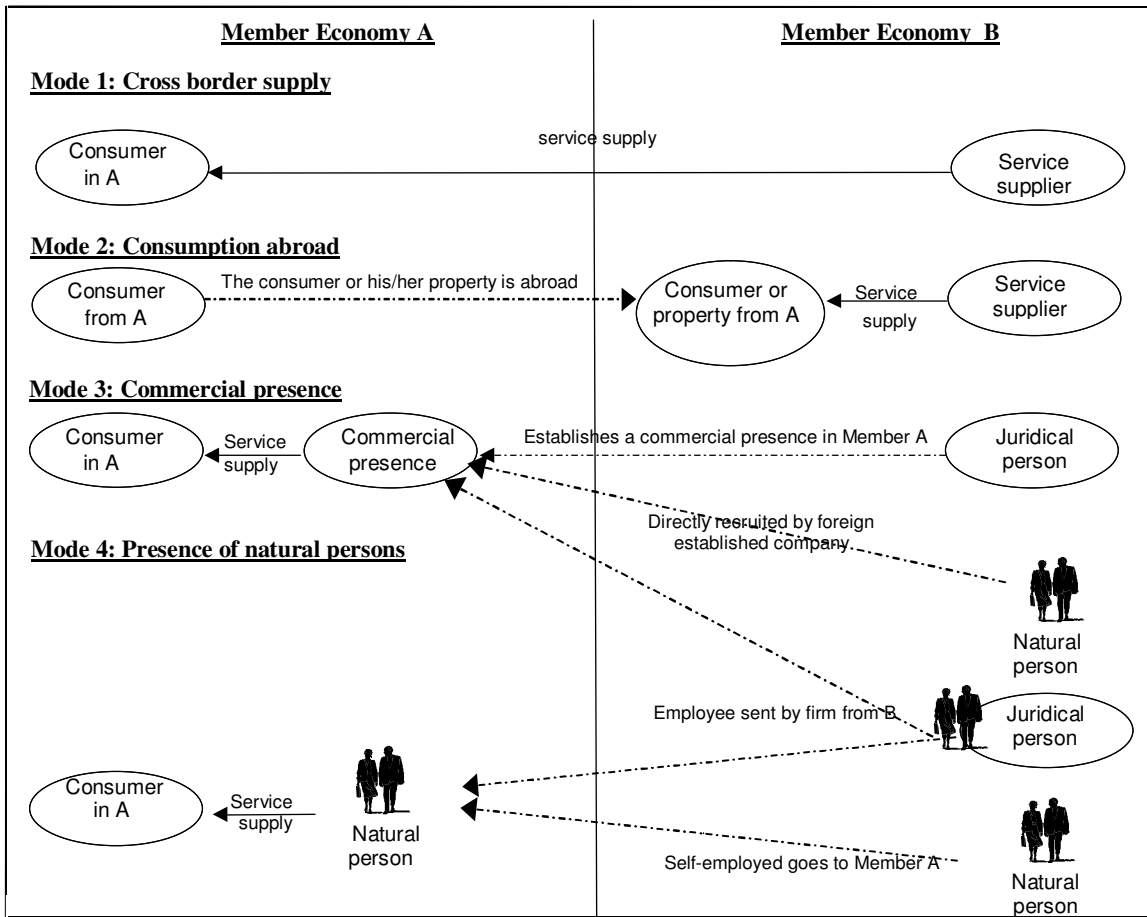 Member Economy A
Member Economy B
Mode 1: Cross border supply
service supply
Consumer
in A
Service
supplier
Mode 2: Consumption abroad
The consumer or his/her property is abroad
Consumer
from A
Consumer or
property from A
Service
supply
Service
supplier
Mode 3: Commercial presence
Consumer
in A
Service
supply
Commercial
presence
Establishes a commercial presence in Member A
Juridical
person
Directly recruited by foreign
established company
Mode 4: Presence of natural persons
Natural
person
Employee sent by firm from B
Juridical
person
Consumer
in A
Service
supply
Natural
person
Self-employed goes to Member A
Natural
person